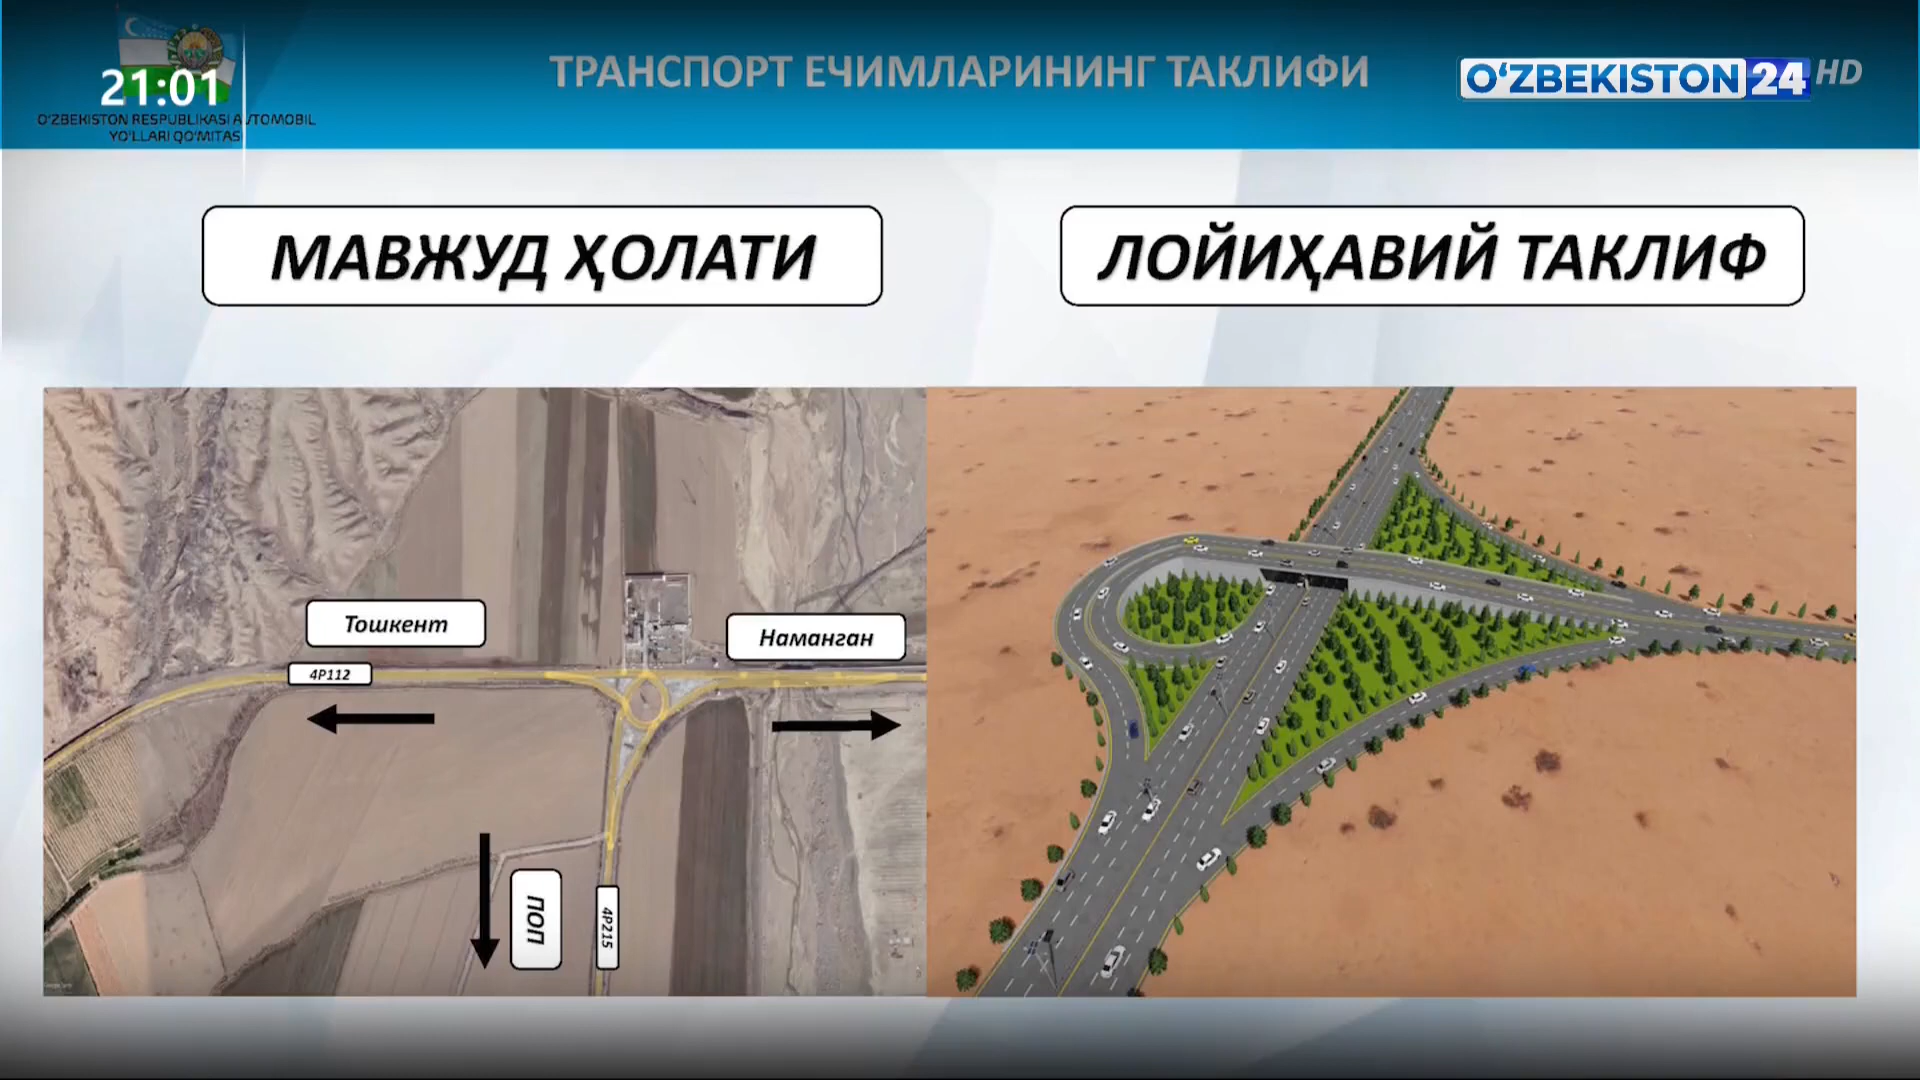 21:01
O‘ZBEKISTON RESPUBLIKASI AVTOMOBIL
YO‘LLARI QO‘MITASI
ТРАНСПОРТ ЕЧИМЛАРИНИНГ ТАКЛИФИ
O‘ZBEKISTON 24 HD
МАВЖУД ҲОЛАТИ
ЛОЙИҲАВИЙ ТАКЛИФ
Тошкент
Наманган
4Р112
ПОП
4Р215